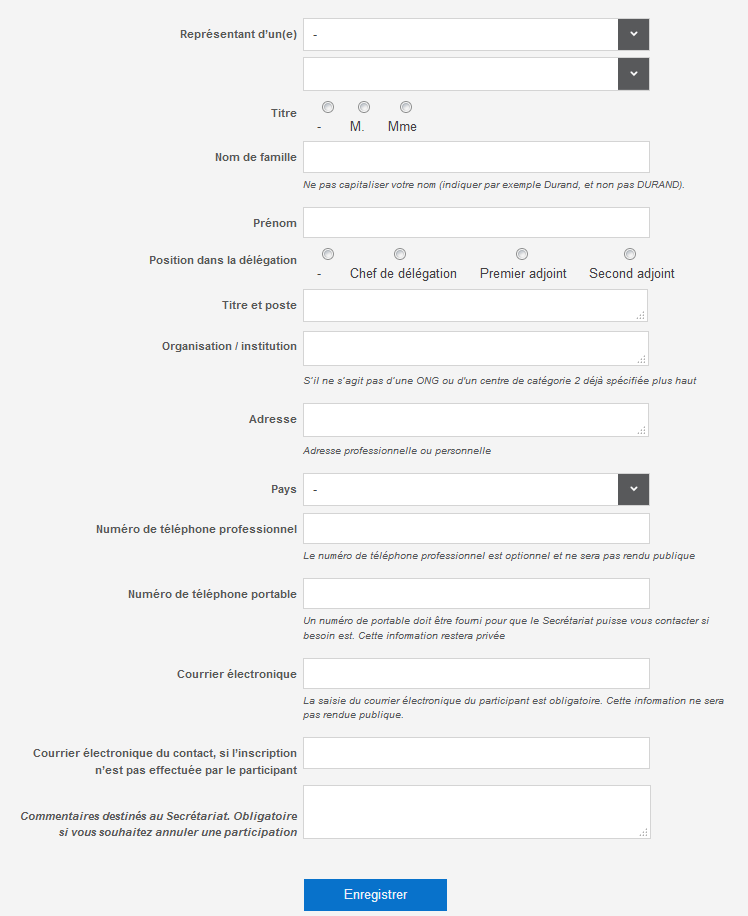 Représentant d'un(e)
-
Titre
- M. Mme
Nom de famille
Ne pas capitaliser votre nom (indiquer par exemple Durand, et non pas DURAND).
Prénom
Position dans la délégation
- Chef de délégation Premier adjoint Second adjoint
Titre et poste
Organisation / institution
S'il ne s'agit pas d'une ONG ou d'un centre de catégorie 2 déjà spécifiée plus haut
Adresse
Adresse professionnelle ou personnelle
Pays
-
Numéro de téléphone professionnel
Le numéro de téléphone professionnel est optionnel et ne sera pas rendu publique
Numéro de téléphone portable
Un numéro de portable doit être fourni pour que le Secrétariat puisse vous contacter si
besoin est. Cette information restera privée
Courrier électronique
La saisie du courrier électronique du participant est obligatoire. Cette information ne sera
pas rendue publique.
Courrier électronique du contact, si l'inscription
n'est pas effectuée par le participant
Commentaires destinés au Secrétariat. Obligatoire
si vous souhaitez annuler une participation
Enregistrer